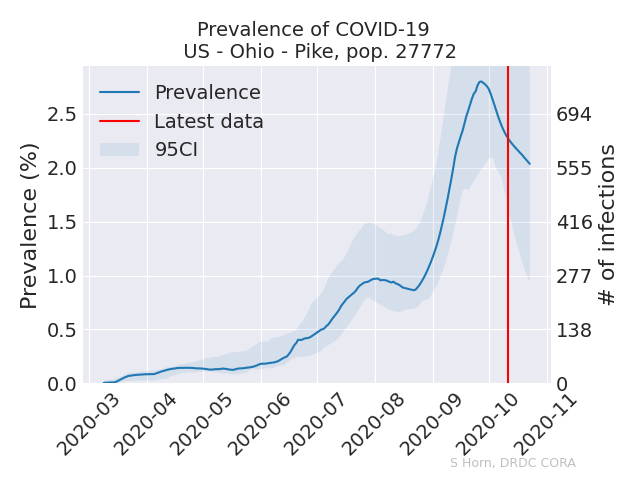 Prevalence of COVID-19
US - Ohio - Pike, pop. 27772
Prevalence
Latest data
95CI
Prevalence (%)
2.5
2.0
1.5
1.0
0.5
0.0
694
555
416
277
138
0
# of infections
2020-03
2020-04
2020-05
2020-06
2020-07
2020-08
2020-09
2020-10
2020-11
S Horn, DRDC CORA